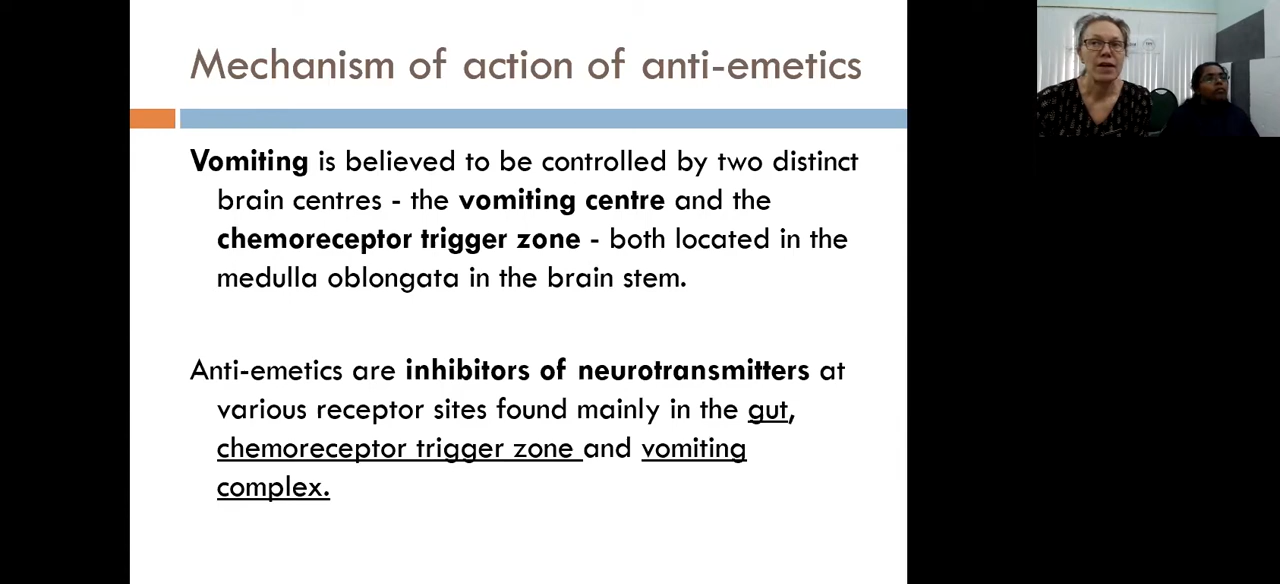 Mechanism of action of anti-emetics
Vomiting is believed to be controlled by two distinct
brain centres - the vomiting centre and the
chemoreceptor trigger zone - both located in the
medulla oblongata in the brain stem.
Anti-emetics are inhibitors of neurotransmitters at
various receptor sites found mainly in the gut,
chemoreceptor trigger zone and vomiting
complex.